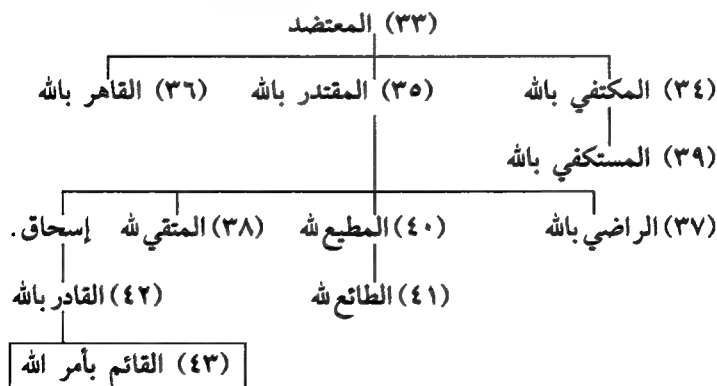 (٣٣) المعتضد
(٣٤) المكتفي بالله (٣٥) المقتدر بالله (٣٦) القاهر بالله
(٣٩) المستكفي بالله
(٣٧) الراضي بالله (٤٠) المطيع لله (٣٨) المتقي لله إسحاق.
(٤١) الطائع لله (٤٢) القادر بالله
(٤٣) القائم بأمر الله